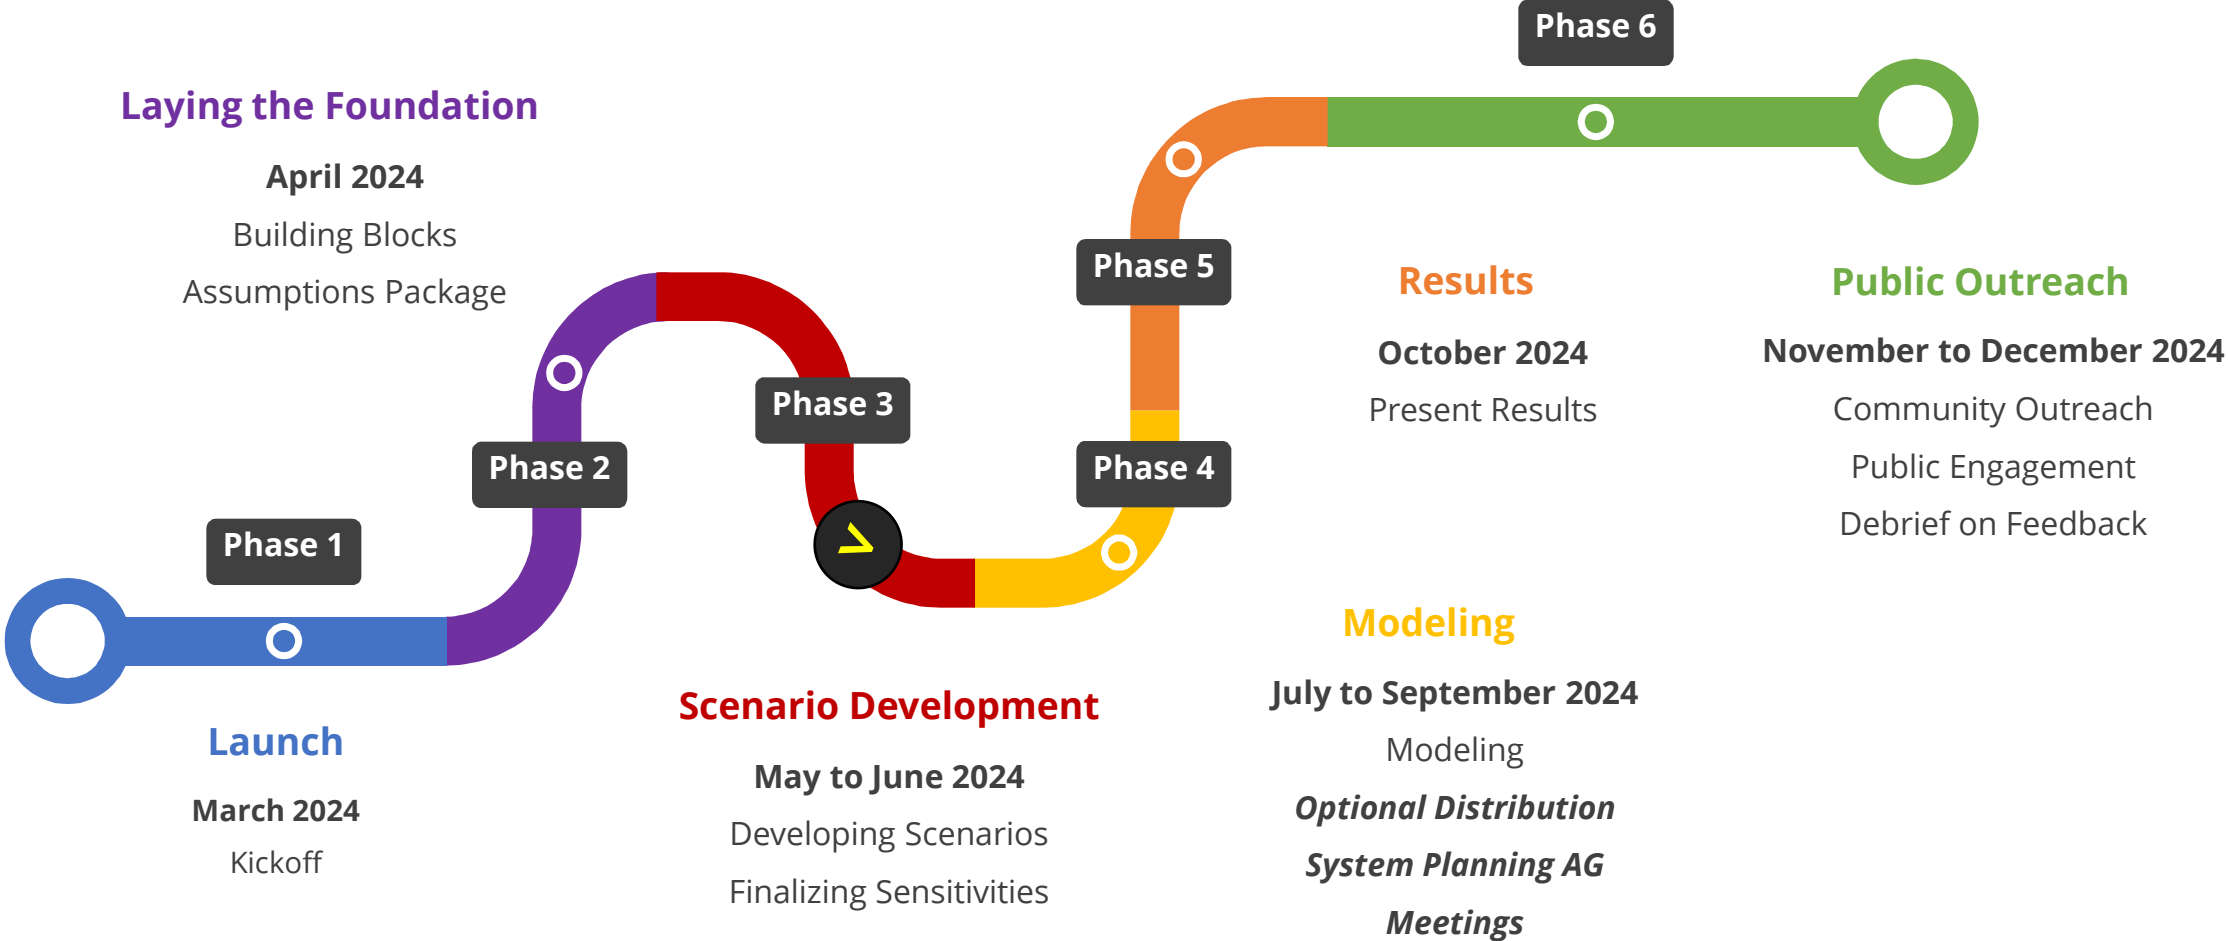 Phase 1
Launch
March 2024
Kickoff
Phase 2
Laying the Foundation
April 2024
Building Blocks
Assumptions Package
Phase 3
Scenario Development
May to June 2024
Developing Scenarios
Finalizing Sensitivities
Phase 4
Modeling
July to September 2024
Modeling
Optional Distribution
System Planning AG
Meetings
Phase 5
Results
October 2024
Present Results
Phase 6
Public Outreach
November to December 2024
Community Outreach
Public Engagement
Debrief on Feedback